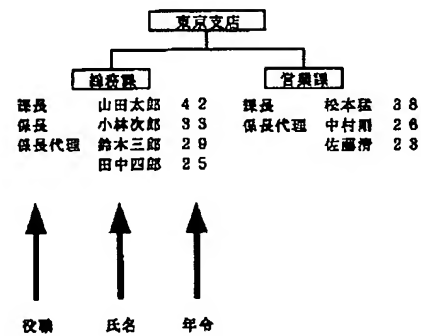 東京支店
総務課 営業課
課長 山田太郎 42 課長 松本猛 38
係長 小林次郎 33 係長代理 中村剛 26
係長代理 鈴木三郎 29 佐藤清 23
田中四郎 25
役職 氏名 年令